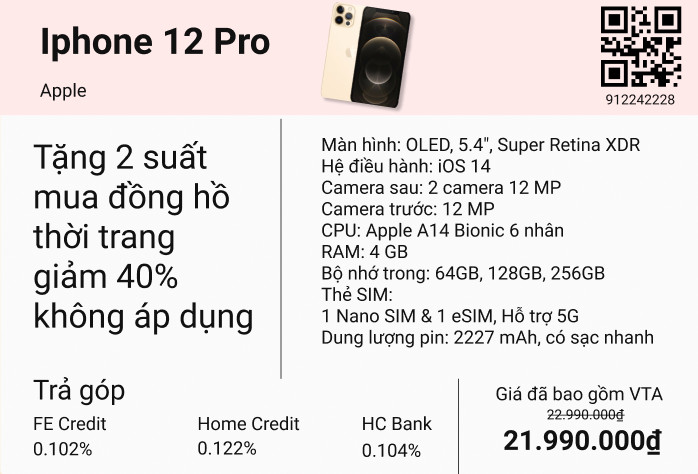 Iphone 12 Pro
Apple
912242228
Tặng 2 suất
mua đồng hồ
thời trang
giảm 40%
không áp dụng
Màn hình: OLED, 5.4", Super Retina XDR
Hệ điều hành: iOS 14
Camera sau: 2 camera 12 MP
Camera trước: 12 MP
CPU: Apple A14 Bionic 6 nhân
RAM: 4 GB
Bộ nhớ trong: 64GB, 128GB, 256GB
Thẻ SIM:
1 Nano SIM & 1 eSIM, Hỗ trợ 5G
Dung lượng pin: 2227 mAh, có sạc nhanh
Trả góp
FE Credit
0.102%
Home Credit
0.122%
HC Bank
0.104%
Giá đã bao gồm VTA
22.990.000₫
21.990.000₫